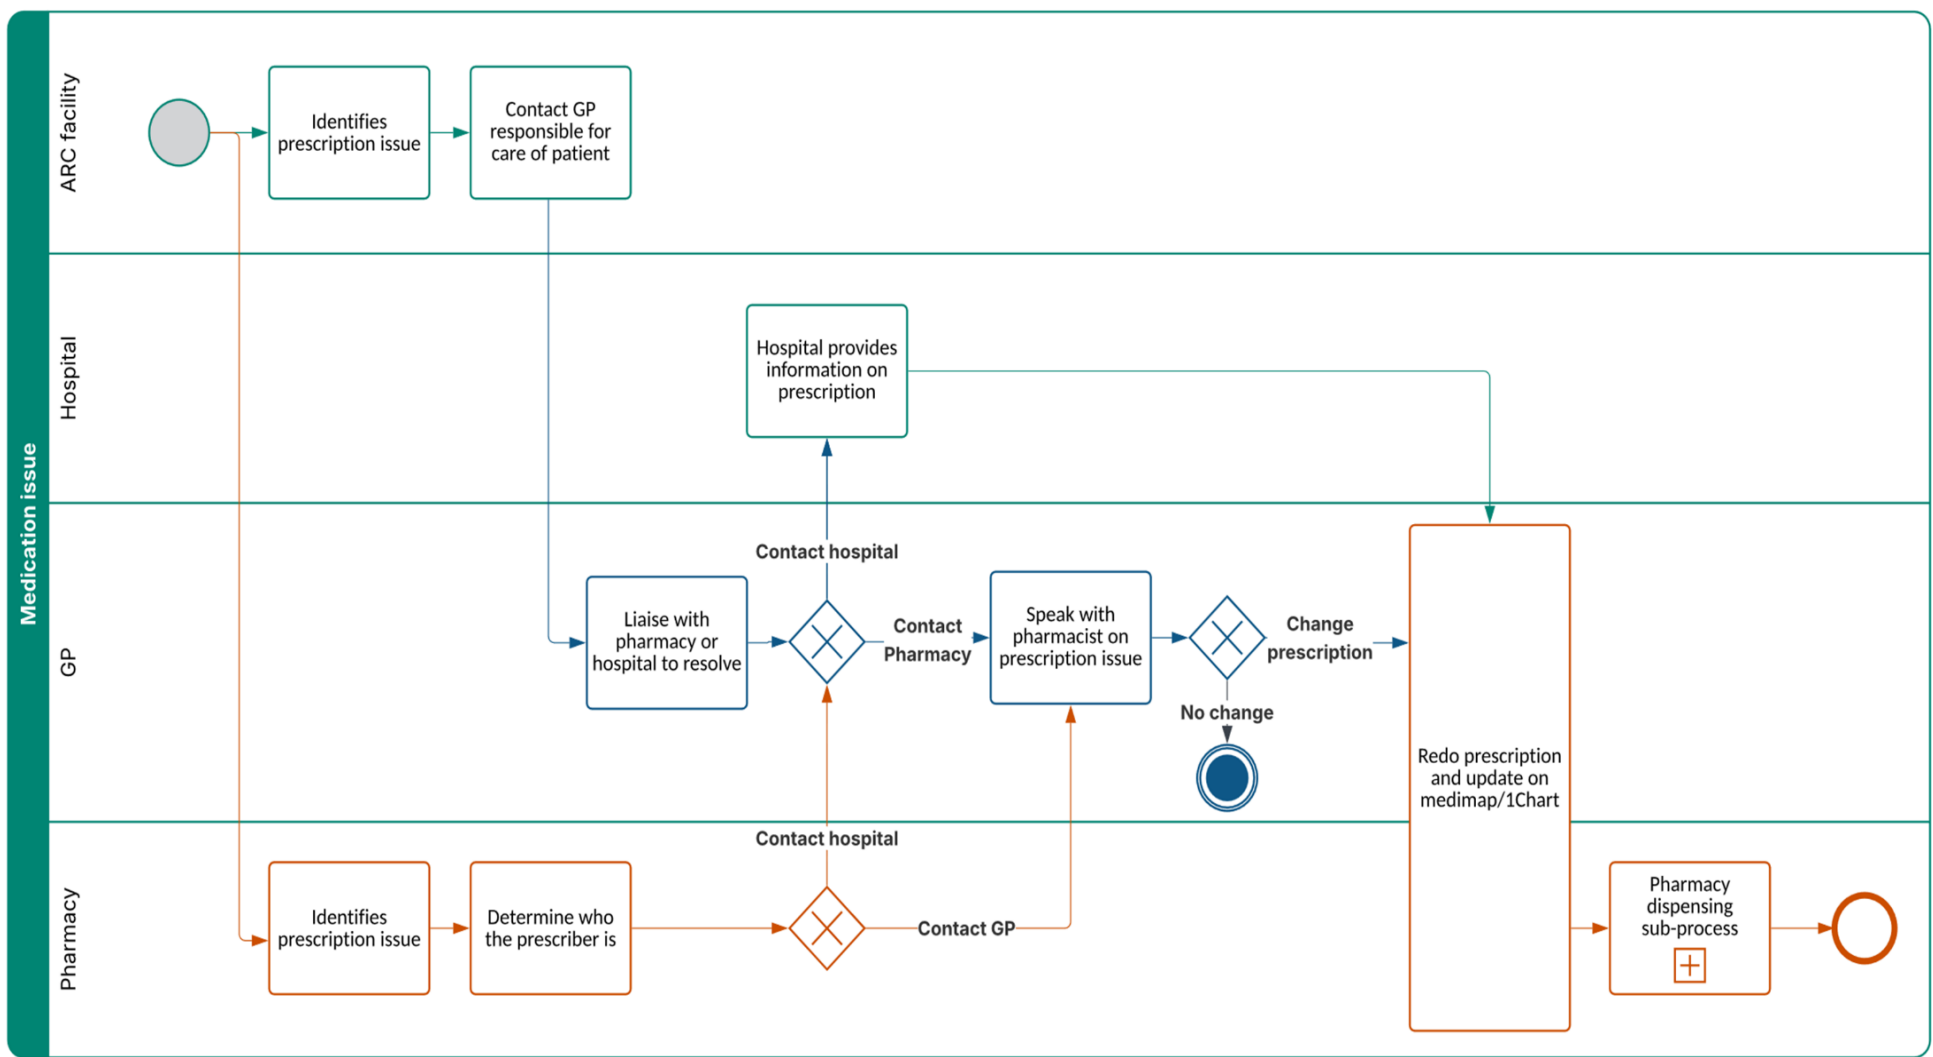 Medication issue
ARC facility
Identifies
prescription issue
Contact GP
responsible for
care of patient
Hospital
Hospital provides
information on
prescription
GP
Contact hospital
Liaise with
pharmacy or
hospital to resolve
Contact
Pharmacy
Speak with
pharmacist on
prescription issue
Change
prescription
No change
Redo prescription
and update on
medimap/1Chart
Pharmacy
Contact hospital
Identifies
prescription issue
Determine who
the prescriber is
Contact GP
Pharmacy
dispensing
sub-process